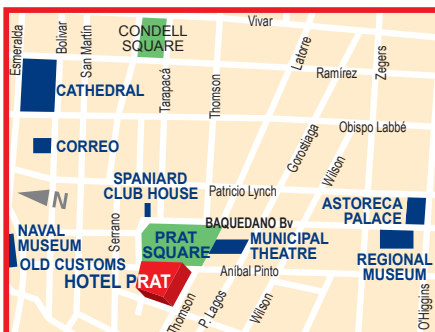 Vivar
CONDELL
SQUARE
Esmeralda
Bolivar
San Martín
Tarapacá
Thomson
Latorre
Ramírez
Zegers
CATHEDRAL
Obispo Labbé
CORREO
Gorostiaga
Wilson
SPANIARD
CLUB HOUSE
Patricio Lynch
N
ASTORECA
PALACE
BAQUEDANO Bv
NAVAL
MUSEUM
Serrano
PRAT
SQUARE
MUNICIPAL
THEATRE
OLD CUSTOMS
REGIONAL
MUSEUM
Aníbal Pinto
HOTEL PRAT
Thomson
P. Lagos
Wilson
O'Higgins